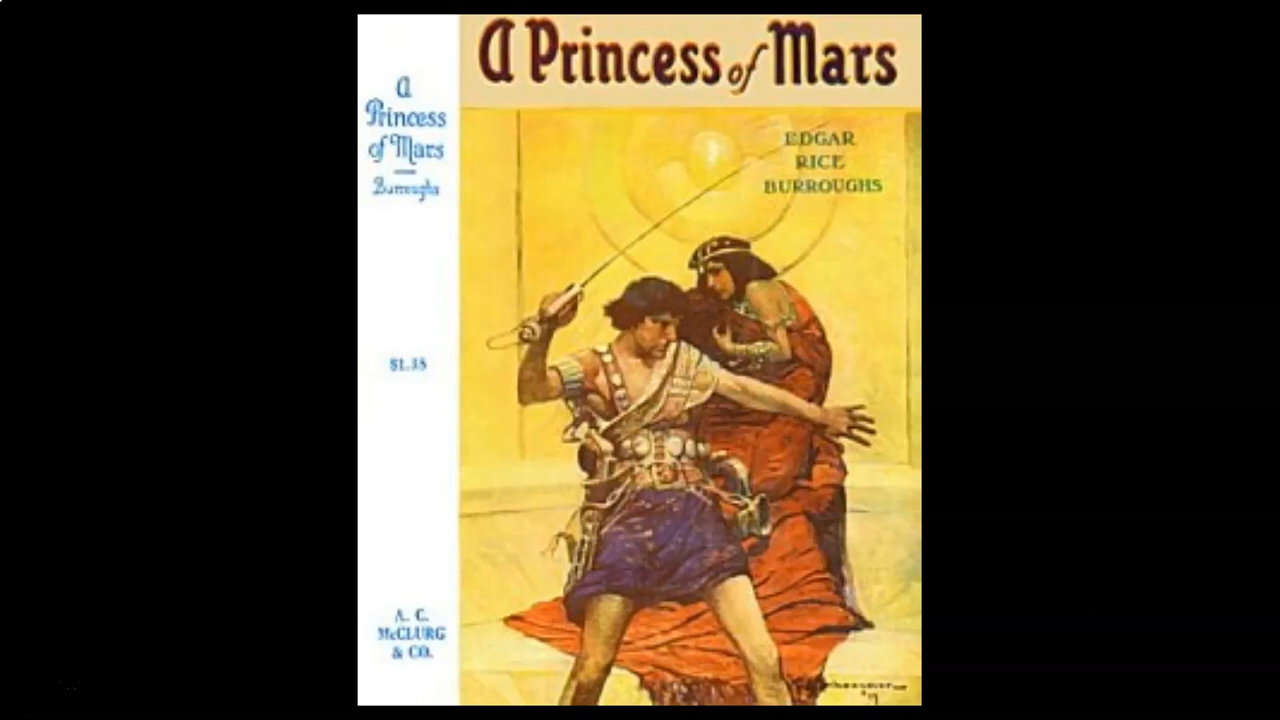 A
Princess
of Mars
Burroughs
$1.35
A. C.
McCLURG
& CO.
A Princess of Mars
EDGAR
RICE
BURROUGHS